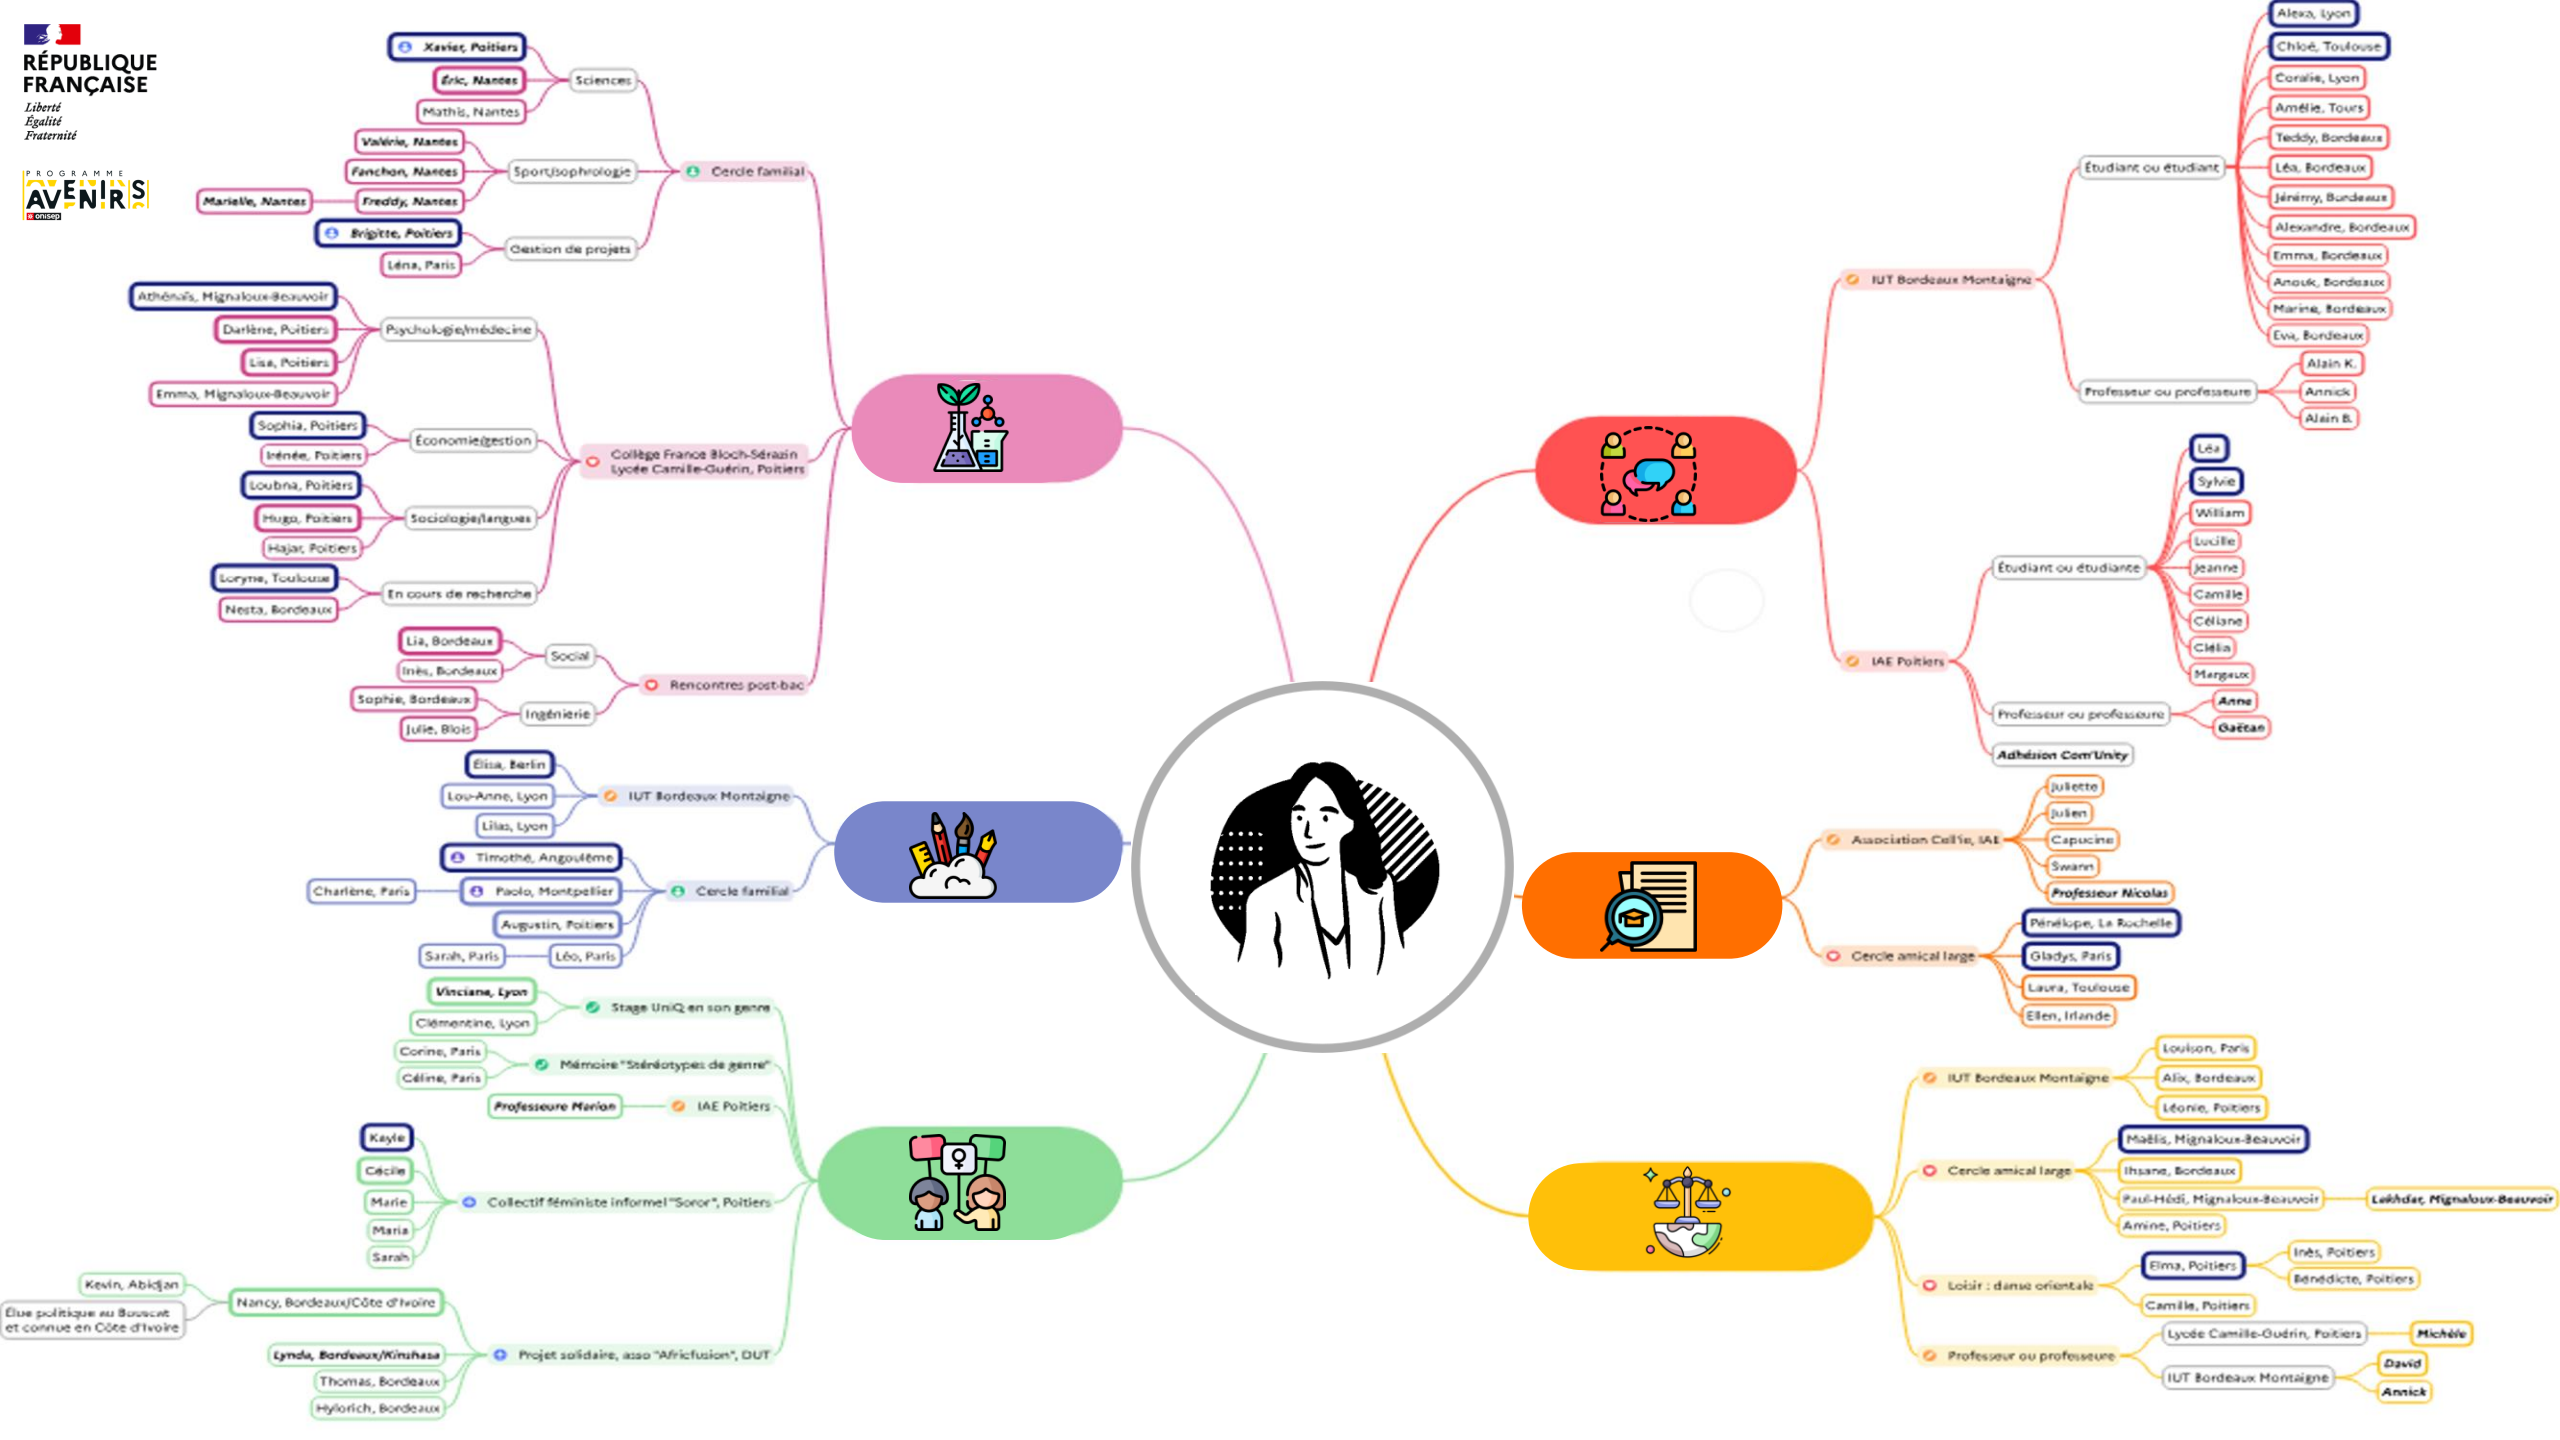 RÉPUBLIQUE
FRANÇAISE
Liberté
Égalité
Fraternité
PROGRAMME
AVENIRS
onisep
Xavier, Poitiers
Éric, Nantes
Mathis, Nantes
Sciences
Valérie, Nantes
Fanchon, Nantes
Freddy, Nantes
Marielle, Nantes
Sport/sophrologie
Brigitte, Poitiers
Léna, Paris
Gestion de projets
Cercle familial
Athénaïs, Mignaloux-Beauvoir
Darlène, Poitiers
Lisa, Poitiers
Emma, Mignaloux-Beauvoir
Psychologie/médecine
Sophia, Poitiers
Irénée, Poitiers
Économie/gestion
Loubna, Poitiers
Hugo, Poitiers
Hajar, Poitiers
Sociologie/langues
Loryne, Toulouse
Nesta, Bordeaux
En cours de recherche
Collège France Bloch-Sérazin
Lycée Camille-Guérin, Poitiers
Lia, Bordeaux
Inès, Bordeaux
Social
Sophie, Bordeaux
Julie, Blois
Ingénierie
Rencontres post-bac
Élisa, Berlin
Lou-Anne, Lyon
Lilas, Lyon
IUT Bordeaux Montaigne
Timothé, Angoulême
Charlène, Paris
Paolo, Montpellier
Augustin, Poitiers
Sarah, Paris
Léo, Paris
Cercle familial
Vinciane, Lyon
Clémentine, Lyon
Stage UniQ en son genre
Corine, Paris
Céline, Paris
Mémoire "Stéréotypes de genre"
Professeure Marion
IAE Poitiers
Kayle
Cécile
Marie
Maria
Sarah
Collectif féministe informel "Soror", Poitiers
Kevin, Abidjan
Élue politique au Bouscat
et connue en Côte d'Ivoire
Nancy, Bordeaux/Côte d'Ivoire
Lynda, Bordeaux/Kinshasa
Thomas, Bordeaux
Hylorich, Bordeaux
Projet solidaire, asso "Africfusion", DUT
Alexa, Lyon
Chloé, Toulouse
Coralie, Lyon
Amélie, Tours
Teddy, Bordeaux
Léa, Bordeaux
Jérémy, Bordeaux
Alexandre, Bordeaux
Emma, Bordeaux
Anouk, Bordeaux
Marine, Bordeaux
Eva, Bordeaux
Étudiant ou étudiant
IUT Bordeaux Montaigne
Alain K.
Annick
Alain B.
Professeur ou professeure
Léa
Sylvie
William
Lucille
Jeanne
Camille
Céliane
Clélia
Margaux
Étudiant ou étudiante
IAE Poitiers
Anne
Gaëtan
Professeur ou professeure
Adhésion Com'Unity
Juliette
Julien
Capucine
Swann
Professeur Nicolas
Association Cell'ie, IAE
Pénélope, La Rochelle
Gladys, Paris
Laura, Toulouse
Ellen, Irlande
Cercle amical large
Louison, Paris
Alix, Bordeaux
Léonie, Poitiers
IUT Bordeaux Montaigne
Maëlis, Mignaloux-Beauvoir
Ihsane, Bordeaux
Paul-Hédi, Mignaloux-Beauvoir
Lakhdar, Mignaloux-Beauvoir
Amine, Poitiers
Cercle amical large
Elma, Poitiers
Inès, Poitiers
Bénédicte, Poitiers
Camille, Poitiers
Loisir : danse orientale
Lycée Camille-Guérin, Poitiers
Michèle
Professeur ou professeure
IUT Bordeaux Montaigne
David
Annick